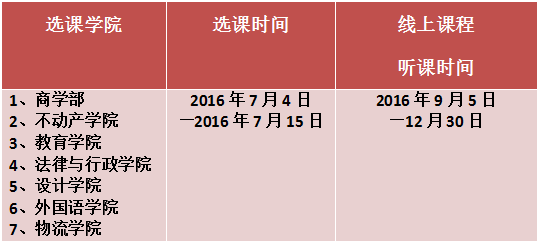 选课学院
选课时间
线上课程
听课时间
1、商学部
2、不动产学院
3、教育学院
4、法律与行政学院
5、设计学院
6、外国语学院
7、物流学院
2016年7月4日
—2016年7月15日
2016年9月5日
—12月30日